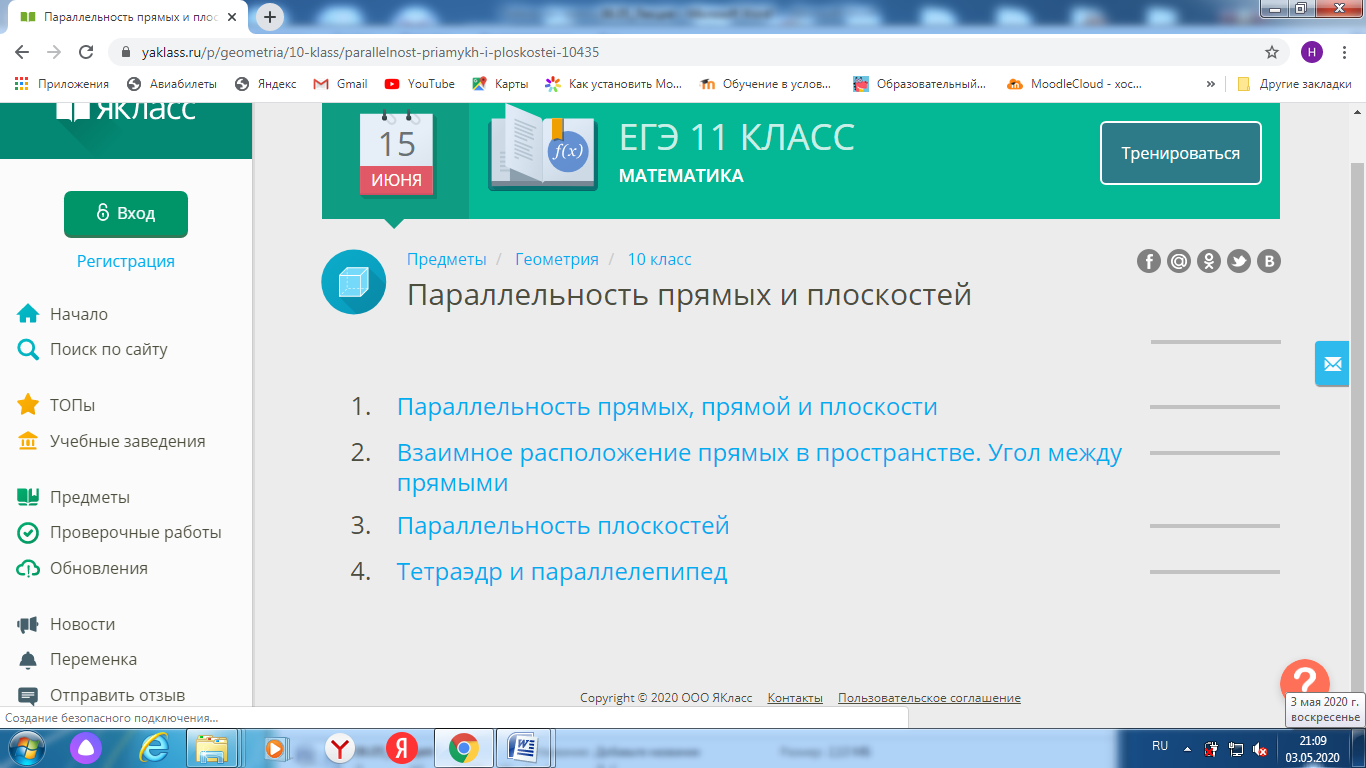 Параллельность прямых и плос
yaklass.ru/p/geometria/10-klass/parallelnost-priamykh-i-ploskostei-10435
Н
Приложения Авиабилеты Яндекс Gmail YouTube Карты Как установить Mo... Обучение в услов... Образовательный... MoodleCloud - хос... » Другие закладки
ЯКласс
15
ИЮНЯ
f(x)
ЕГЭ 11 КЛАСС
МАТЕМАТИКА
Тренироваться
Вход
Регистрация
Начало
Поиск по сайту
ТОПы
Учебные заведения
Предметы
Проверочные работы
Обновления
Новости
Переменка
Отправить отзыв
Предметы / Геометрия / 10 класс
Параллельность прямых и плоскостей
1. Параллельность прямых, прямой и плоскости
2. Взаимное расположение прямых в пространстве. Угол между
прямыми
3. Параллельность плоскостей
4. Тетраэдр и параллелепипед
Copyright © 2020 ООО ЯКласс Контакты Пользовательское соглашение
?
3 мая 2020 г.
воскресенье
Создание безопасного подключения...
RU
21:09
03.05.2020